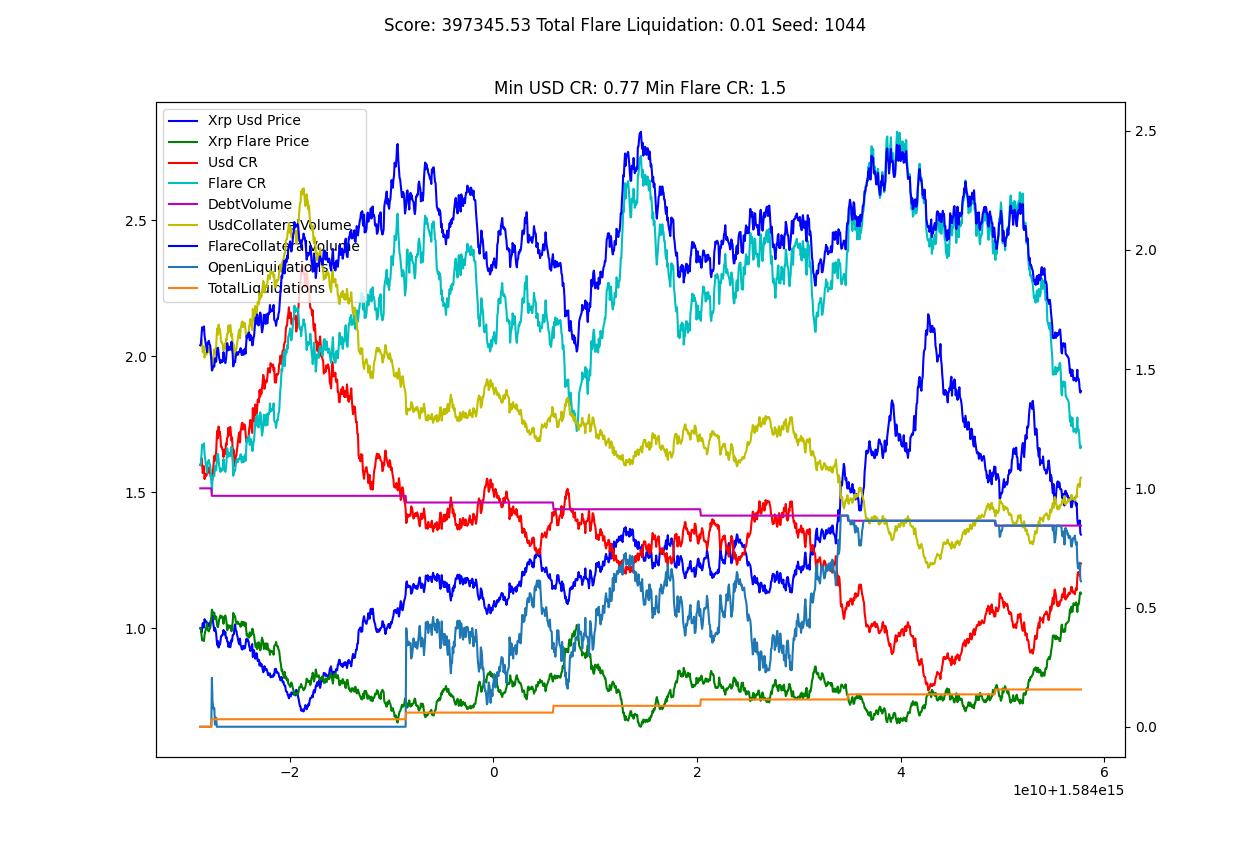 Score: 397345.53 Total Flare Liquidation: 0.01 Seed: 1044
Min USD CR: 0.77 Min Flare CR: 1.5
Xrp Usd Price
Xrp Flare Price
Usd CR
Flare CR
DebtVolume
UsdCollateralVolume
FlareCollateralVolume
OpenLiquidations
TotalLiquidations
2.5
2.0
1.5
1.0
2.5
2.0
1.5
1.0
0.5
0.0
−2 0 2 4 6
1e10+1.584e15